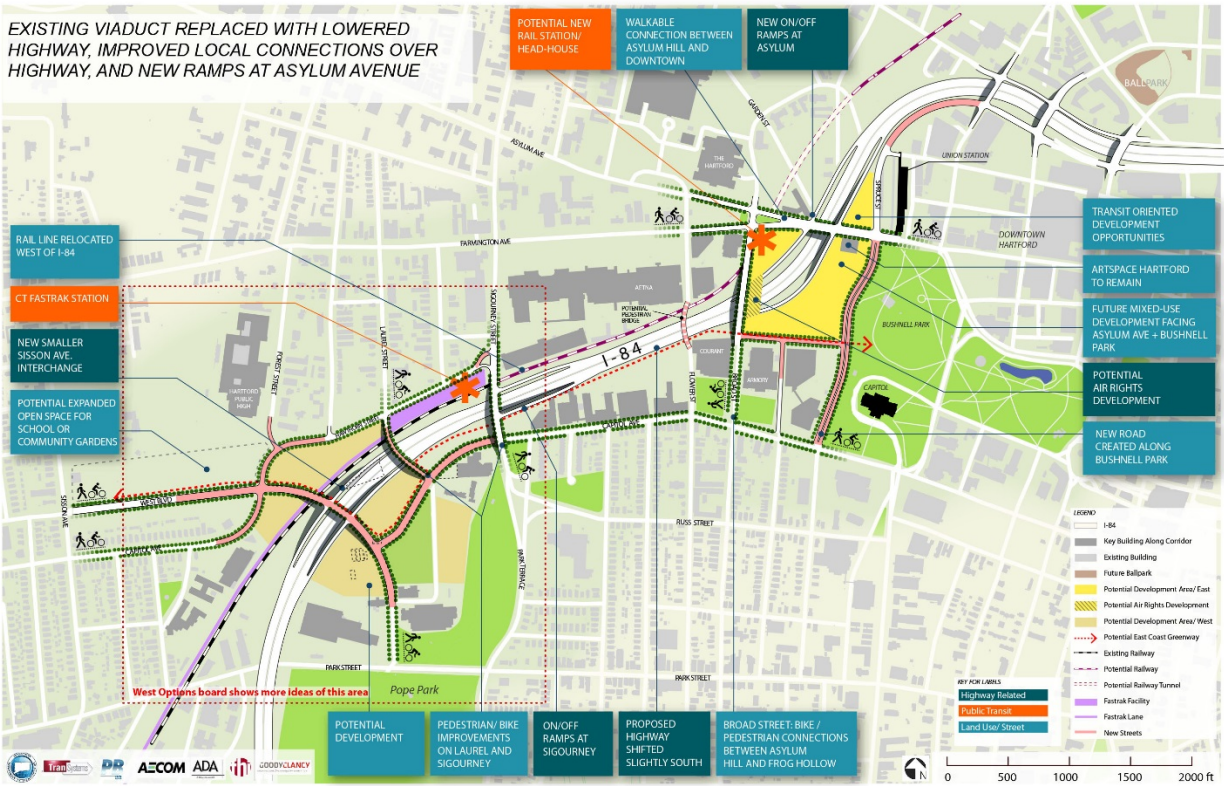 EXISTING VIADUCT REPLACED WITH LOWERED
HIGHWAY, IMPROVED LOCAL CONNECTIONS OVER
HIGHWAY, AND NEW RAMPS AT ASYLUM AVENUE
POTENTIAL NEW
RAIL STATION/
HEAD-HOUSE
WALKABLE
CONNECTION BETWEEN
ASYLUM HILL AND
DOWNTOWN
NEW ON/OFF
RAMPS AT
ASYLUM
BALLPARK
GARDEN ST
ASYLUM AVE
THE
HARTFORD
UNION STATION
SPRUCE ST
FARMINGTON AVE
DOWNTOWN
HARTFORD
TRANSIT ORIENTED
DEVELOPMENT
OPPORTUNITIES
ARTSPACE HARTFORD
TO REMAIN
FUTURE MIXED-USE
DEVELOPMENT FACING
ASYLUM AVE + BUSHNELL
PARK
POTENTIAL
AIR RIGHTS
DEVELOPMENT
NEW ROAD
CREATED ALONG
BUSHNELL PARK
RAIL LINE RELOCATED
WEST OF I-84
CT FASTRAK STATION
NEW SMALLER
SISSON AVE.
INTERCHANGE
POTENTIAL EXPANDED
OPEN SPACE FOR
SCHOOL OR
COMMUNITY GARDENS
AETNA
SIGOURNEY STREET
LAUREL STREET
FOREST STREET
HARTFORD
PUBLIC
HIGH
POTENTIAL
PEDESTRIAN
BRIDGE
I-84
COURANT
ARMORY
BUSHNELL PARK
CAPITOL
FLOWER ST
BROAD ST
CAPITOL AVE
SISSON AVE
WEST BLVD
CAPITOL AVE
RUSS STREET
PARK TERRACE
PARK STREET
PARK STREET
Pope Park
West Options board shows more ideas of this area
POTENTIAL
DEVELOPMENT
PEDESTRIAN/ BIKE
IMPROVEMENTS
ON LAUREL AND
SIGOURNEY
ON/OFF
RAMPS AT
SIGOURNEY
PROPOSED
HIGHWAY
SHIFTED
SLIGHTLY SOUTH
BROAD STREET: BIKE /
PEDESTRIAN CONNECTIONS
BETWEEN ASYLUM
HILL AND FROG HOLLOW
LEGEND
I-84
Key Building Along Corridor
Existing Building
Future Ballpark
Potential Development Area/ East
Potential Air Rights Development
Potential Development Area/ West
Potential East Coast Greenway
Existing Railway
Potential Railway
Potential Railway Tunnel
Fastrak Facility
Fastrak Lane
New Streets
KEY FOR LABELS
Highway Related
Public Transit
Land Use/ Street
TranSystems
AECOM
ADA
fhi
GOODYCLANCY
N
0 500 1000 1500 2000 ft